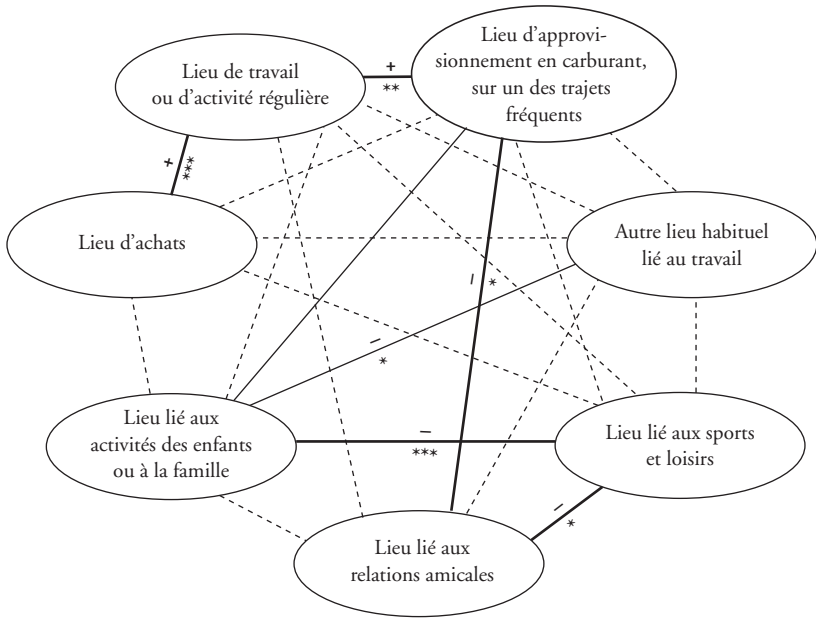 Lieu d'approvi-
sionnement en carburant,
sur un des trajets
fréquents
Lieu de travail
ou d'activité régulière
+
**
+
***
Lieu d'achats
Autre lieu habituel
lié au travail
–
*
–
*
Lieu lié aux
activités des enfants
ou à la famille
–
***
Lieu lié aux sports
et loisirs
–
*
Lieu lié aux
relations amicales